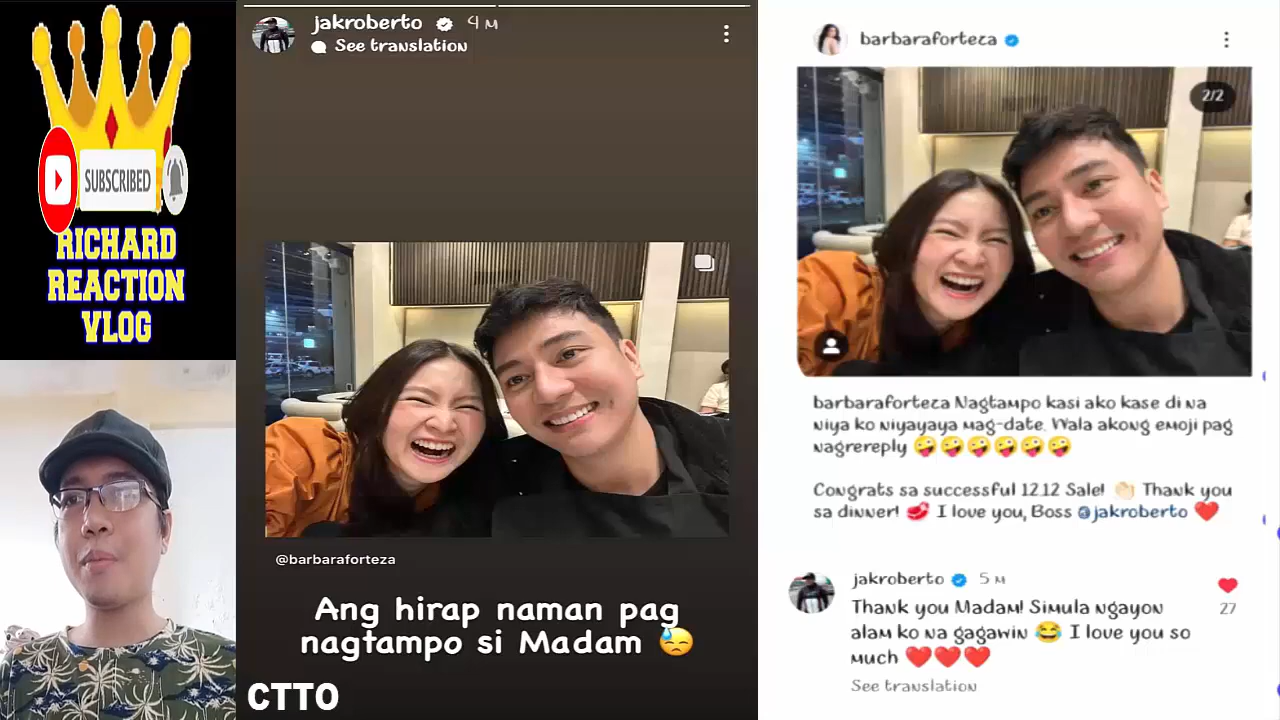 SUBSCRIBED
RICHARD
REACTION
VLOG
jakroberto 4 M
See translation
@barbaraforteza
Ang hirap naman pag
nagtampo si Madam 😓
CTTO
barbaraforteza
2/2
barbaraforteza Nagtampo kasi ako kase di na
niya ko niyayaya mag-date. Wala akong emoji pag
nagrereply 🤪🤪🤪🤪🤪🤪
Congrats sa successful 12.12 Sale! 👏🏻 Thank you
sa dinner! 🥩 I love you, Boss @jakroberto ❤️
jakroberto 5 M
Thank you Madam! Simula ngayon
alam ko na gagawin 😂 I love you so
much ❤️❤️❤️
27
See translation